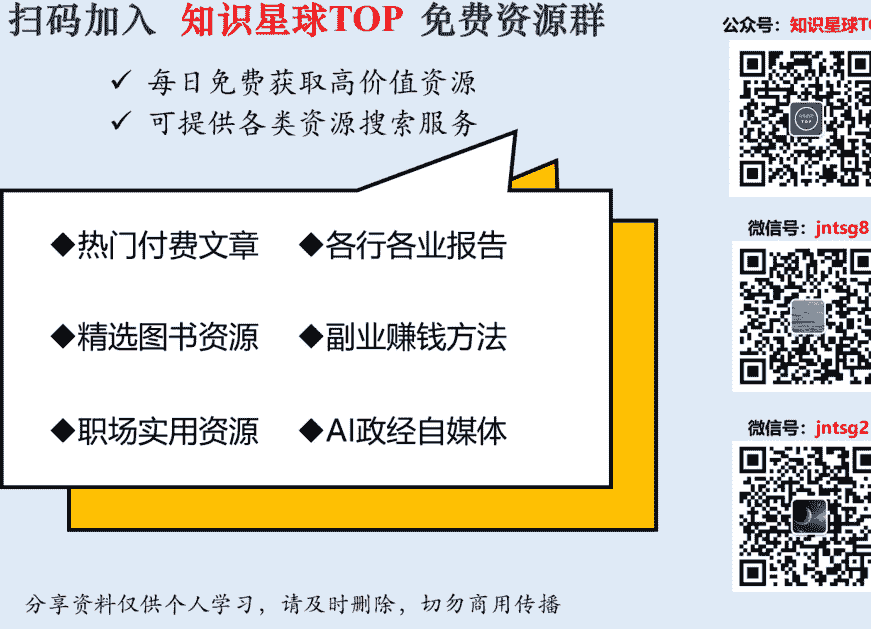 扫码加入 知识星球TOP 免费资源群
✓ 每日免费获取高价值资源
✓ 可提供各类资源搜索服务
◆热门付费文章 ◆各行各业报告
◆精选图书资源 ◆副业赚钱方法
◆职场实用资源 ◆AI政经自媒体
分享资料仅供个人学习，请及时删除，切勿商用传播
公众号：知识星球TO
微信号：jntsg8
微信号：jntsg2